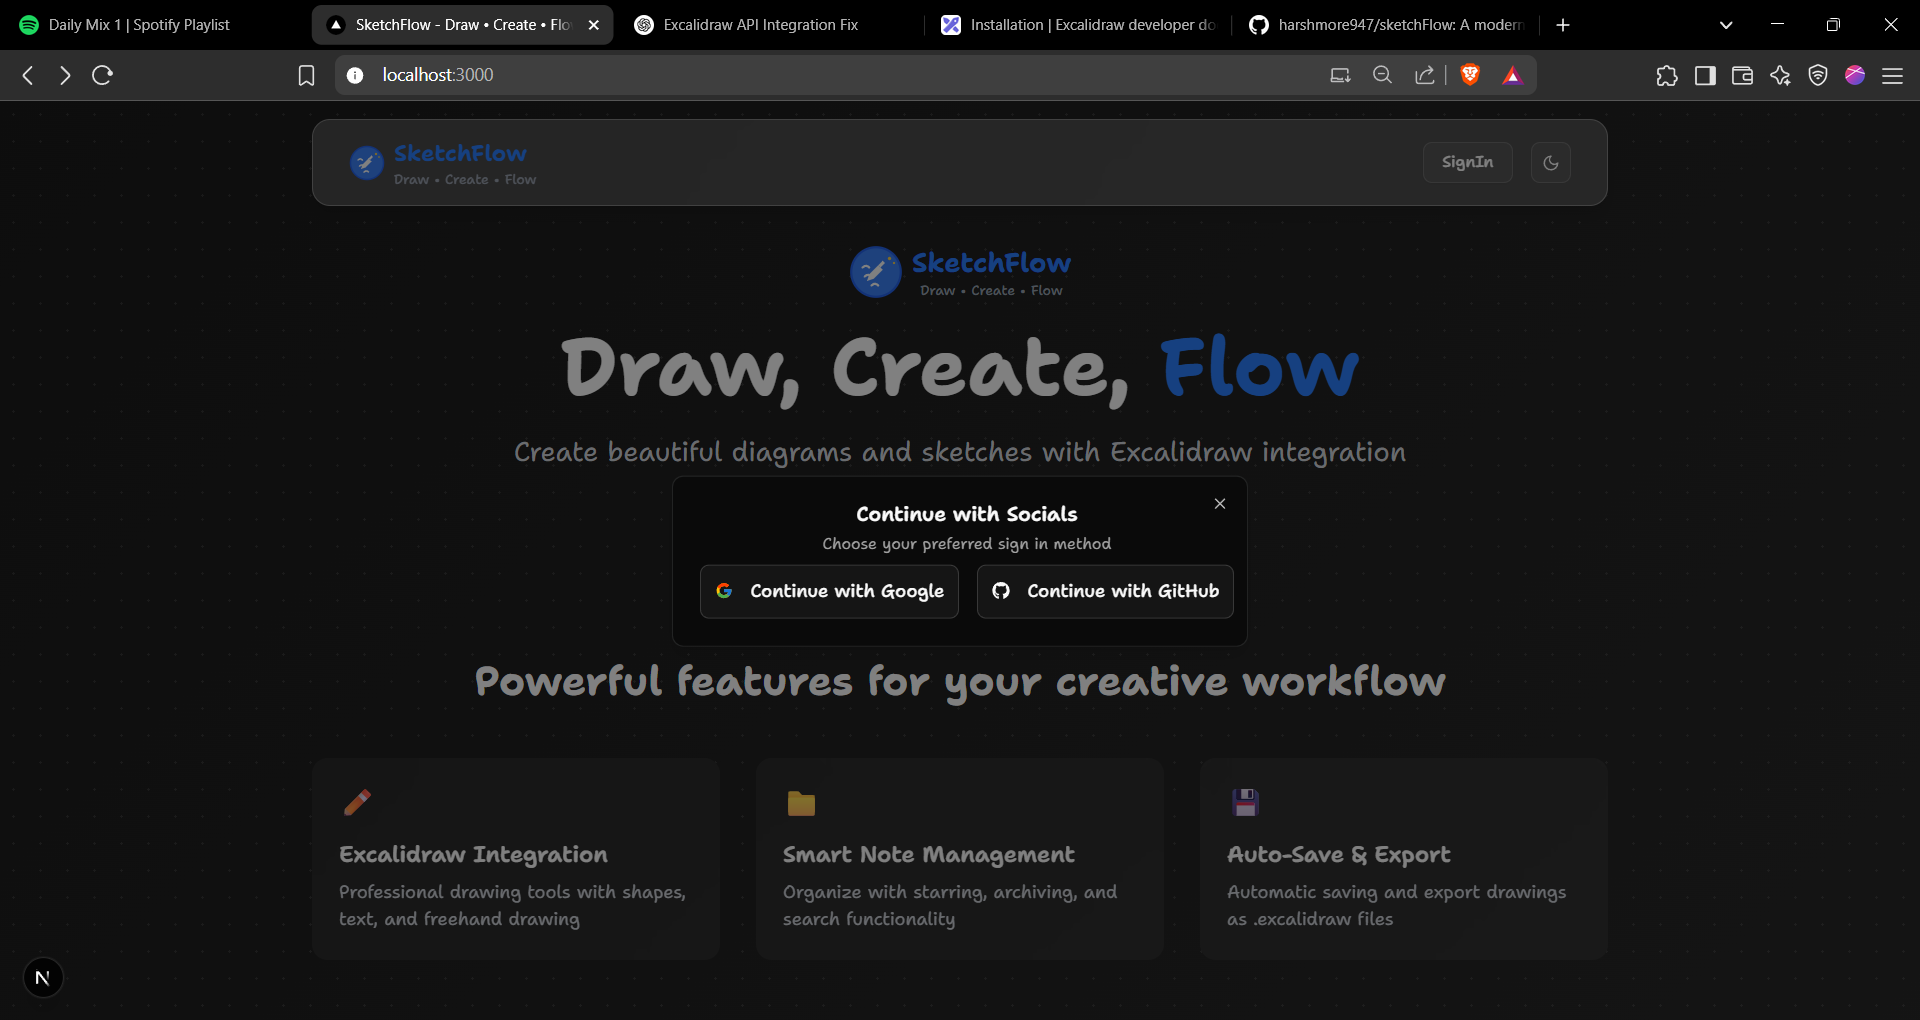 Daily Mix 1 | Spotify Playlist
SketchFlow - Draw • Create • Flo
Excalidraw API Integration Fix
Installation | Excalidraw developer do
harshmore947/sketchFlow: A modern
localhost:3000
SketchFlow
Draw • Create • Flow
SignIn
SketchFlow
Draw • Create • Flow
Draw, Create, Flow
Create beautiful diagrams and sketches with Excalidraw integration
Continue with Socials
Choose your preferred sign in method
Continue with Google
Continue with GitHub
Powerful features for your creative workflow
Excalidraw Integration
Professional drawing tools with shapes,
text, and freehand drawing
Smart Note Management
Organize with starring, archiving, and
search functionality
Auto-Save & Export
Automatic saving and export drawings
as .excalidraw files
N